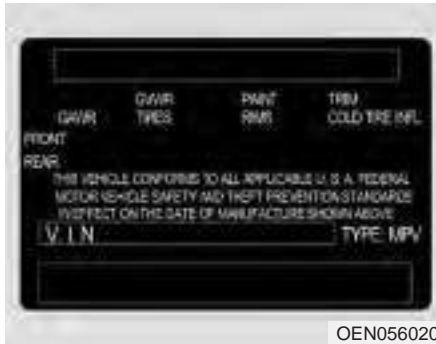 GVWR PAINT TRIM
GAWR TIRES RIMS COLD TIRE INFL.
FRONT
REAR
THIS VEHICLE CONFORMS TO ALL APPLICABLE U. S. A. FEDERAL
MOTOR VEHICLE SAFETY AND THEFT PREVENTION STANDARDS
IN EFFECT ON THE DATE OF MANUFACTURE SHOWN ABOVE
V. I. N TYPE: MPV
OEN056020